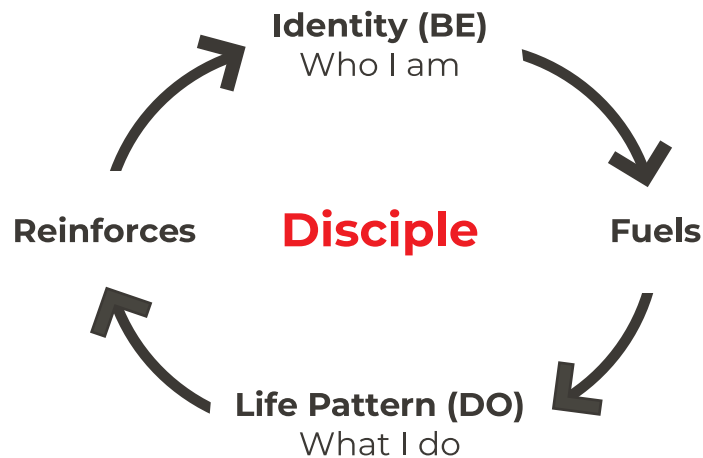 Identity (BE)
Who I am
Reinforces
Disciple
Fuels
Life Pattern (DO)
What I do